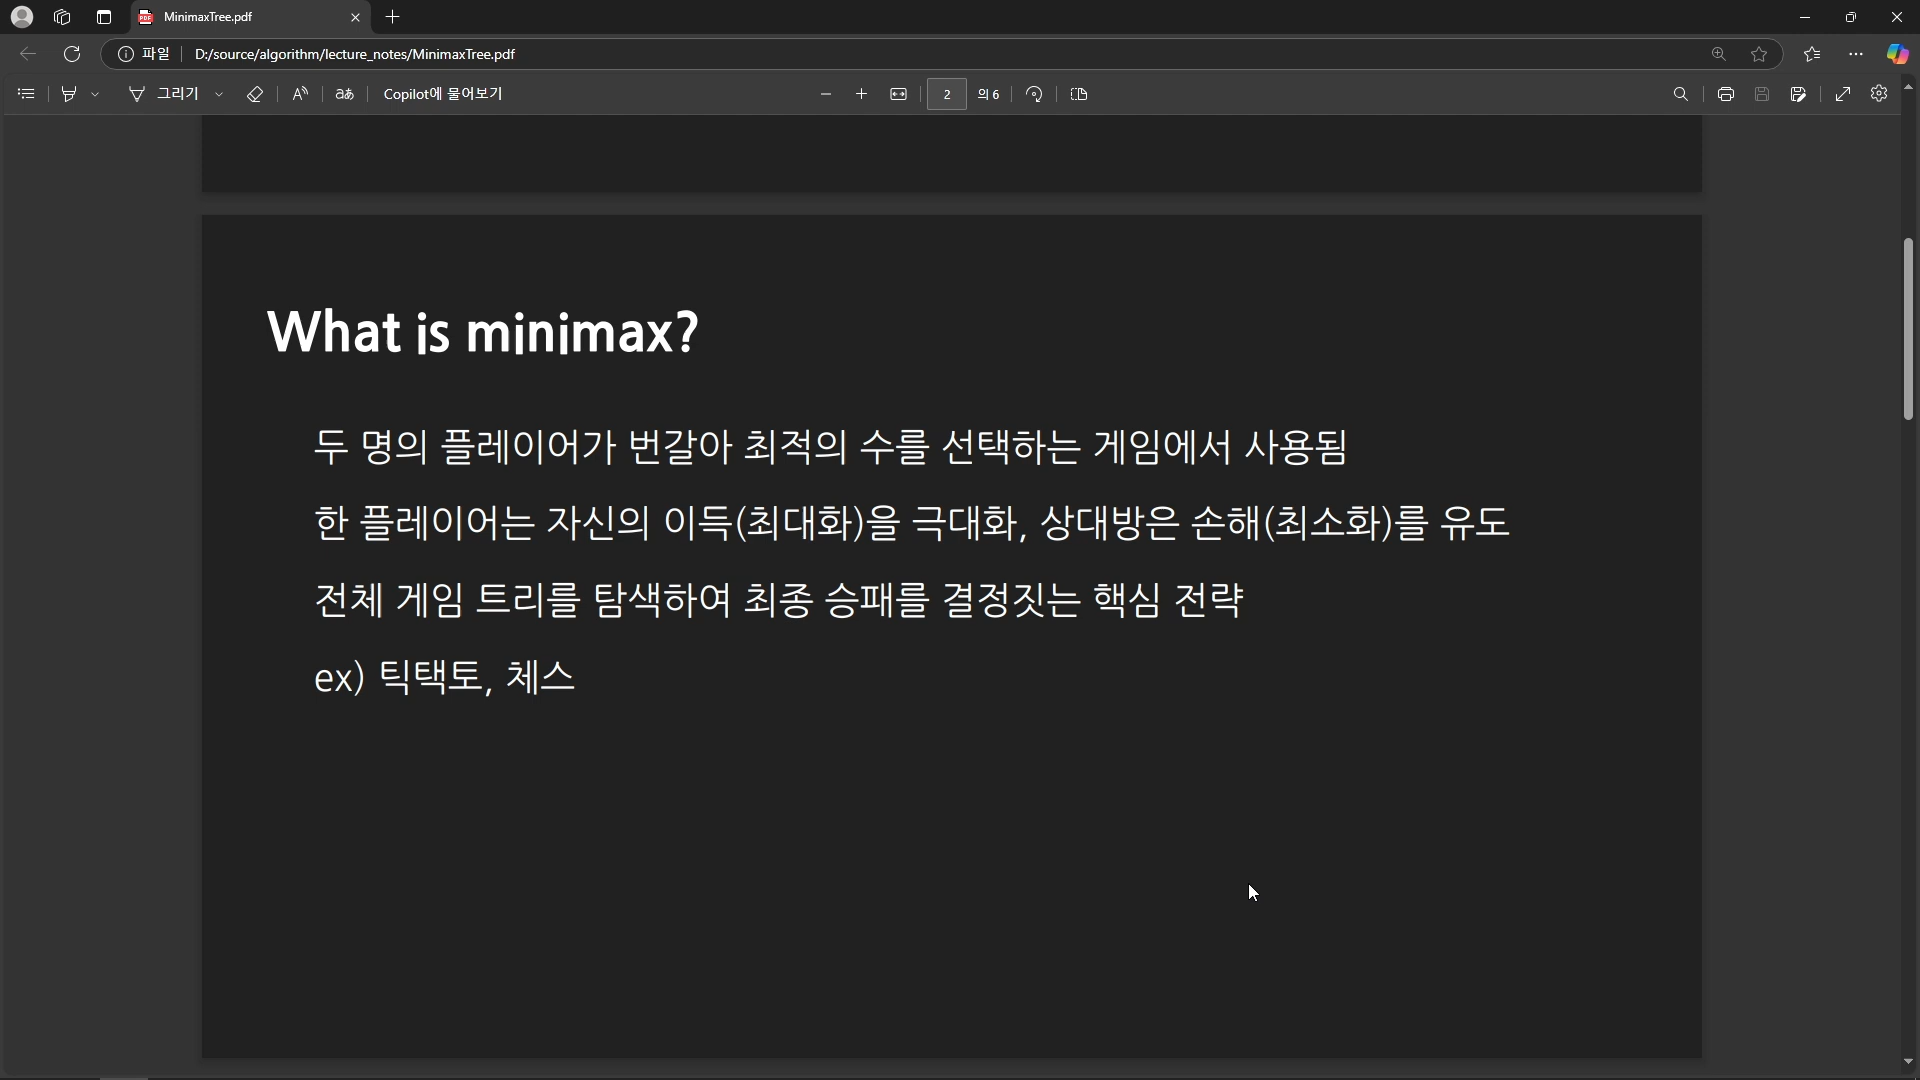 MinimaxTree.pdf
파일 D:/source/algorithm/lecture_notes/MinimaxTree.pdf
그리기 aあ Copilot에 물어보기 2 의 6
What is minimax?
두 명의 플레이어가 번갈아 최적의 수를 선택하는 게임에서 사용됨
한 플레이어는 자신의 이득(최대화)을 극대화, 상대방은 손해(최소화)를 유도
전체 게임 트리를 탐색하여 최종 승패를 결정짓는 핵심 전략
ex) 틱택토, 체스